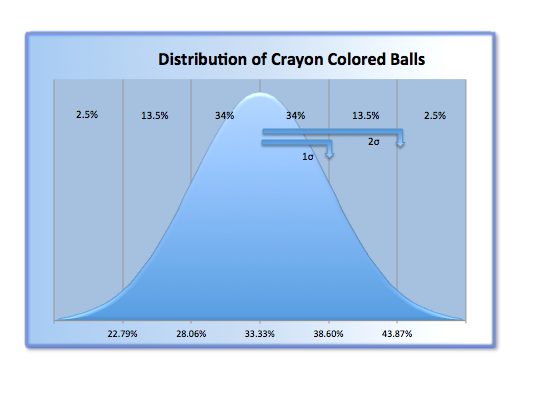 Distribution of Crayon Colored Balls
2.5% 13.5% 34% 34% 13.5% 2.5%
2σ
1σ
22.79% 28.06% 33.33% 38.60% 43.87%